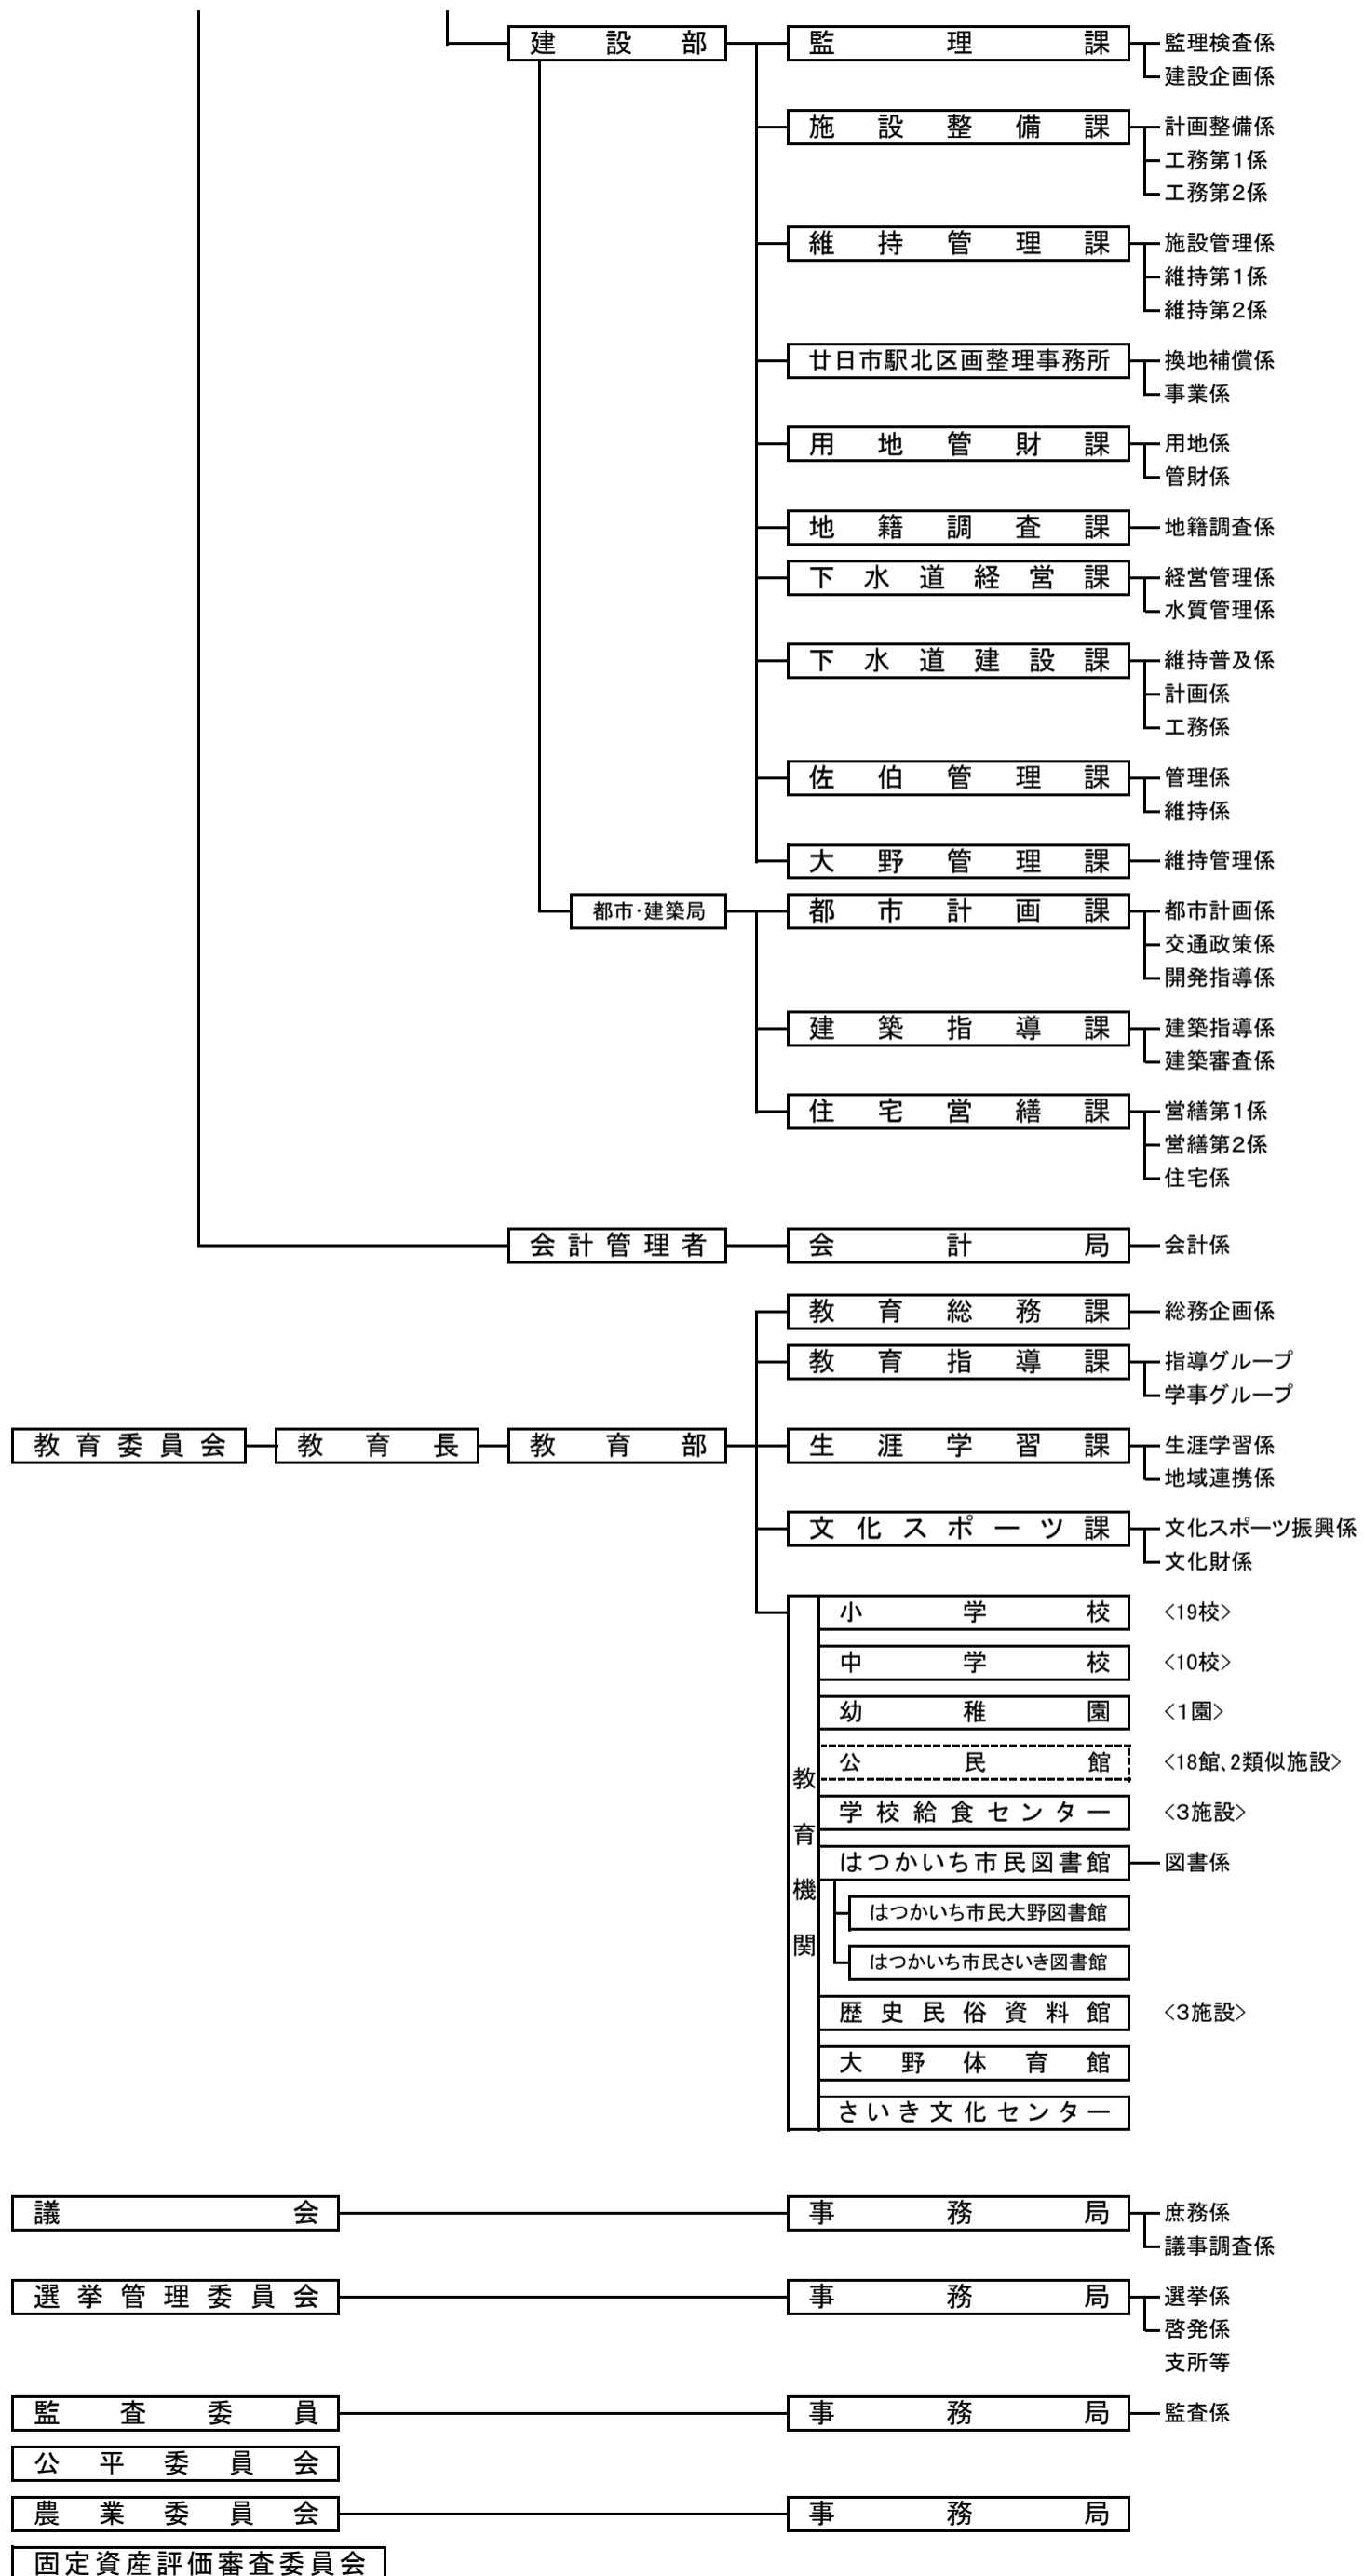 建設部 監理課 監理検査係
建設企画係
施設整備課 計画整備係
工務第1係
工務第2係
維持管理課 施設管理係
維持第1係
維持第2係
廿日市駅北区画整理事務所 換地補償係
事業係
用地管財課 用地係
管財係
地籍調査課 地籍調査係
下水道経営課 経営管理係
水質管理係
下水道建設課 維持普及係
計画係
工務係
佐伯管理課 管理係
維持係
大野管理課 維持管理係
都市・建築局 都市計画課 都市計画係
交通政策係
開発指導係
建築指導課 建築指導係
建築審査係
住宅営繕課 営繕第1係
営繕第2係
住宅係
会計管理者 会計局 会計係
教育総務課 総務企画係
教育指導課 指導グループ
学事グループ
教育委員会 教育長 教育部 生涯学習課 生涯学習係
地域連携係
文化スポーツ課 文化スポーツ振興係
文化財係
教育機関
小学校 <19校>
中学校 <10校>
幼稚園 <1園>
公民館 <18館、2類似施設>
学校給食センター <3施設>
はつかいち市民図書館 図書係
はつかいち市民大野図書館
はつかいち市民さいき図書館
歴史民俗資料館 <3施設>
大野体育館
さいき文化センター
議会 事務局 庶務係
議事調査係
選挙管理委員会 事務局 選挙係
啓発係
支所等
監査委員 事務局 監査係
公平委員会
農業委員会 事務局
固定資産評価審査委員会